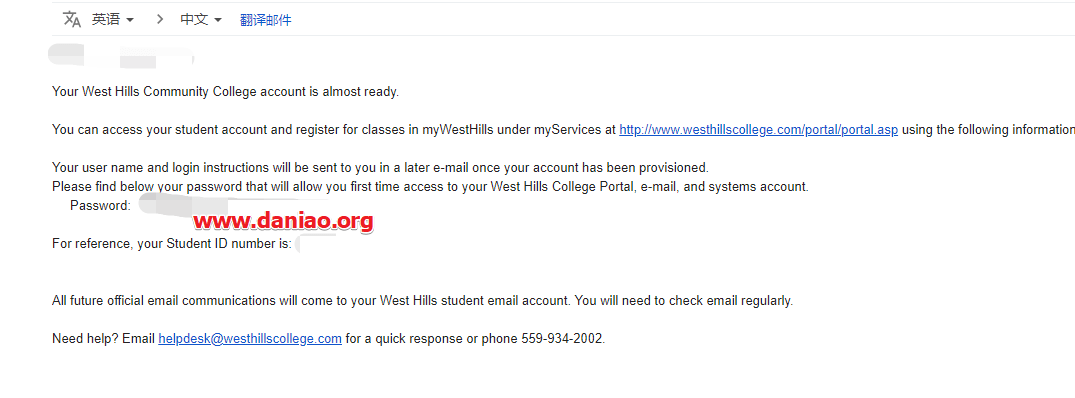 英语 中文 翻译邮件
Your West Hills Community College account is almost ready.
You can access your student account and register for classes in myWestHills under myServices at http://www.westhillscollege.com/portal/portal.asp using the following information
Your user name and login instructions will be sent to you in a later e-mail once your account has been provisioned.
Please find below your password that will allow you first time access to your West Hills College Portal, e-mail, and systems account.
Password:
www.daniao.org
For reference, your Student ID number is:
All future official email communications will come to your West Hills student email account. You will need to check email regularly.
Need help? Email helpdesk@westhillscollege.com for a quick response or phone 559-934-2002.